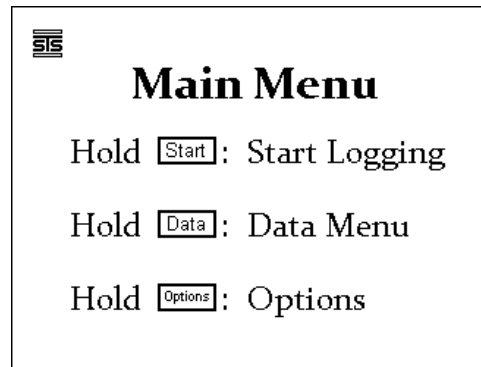 STS
Main Menu
Hold Start: Start Logging
Hold Data: Data Menu
Hold Options: Options